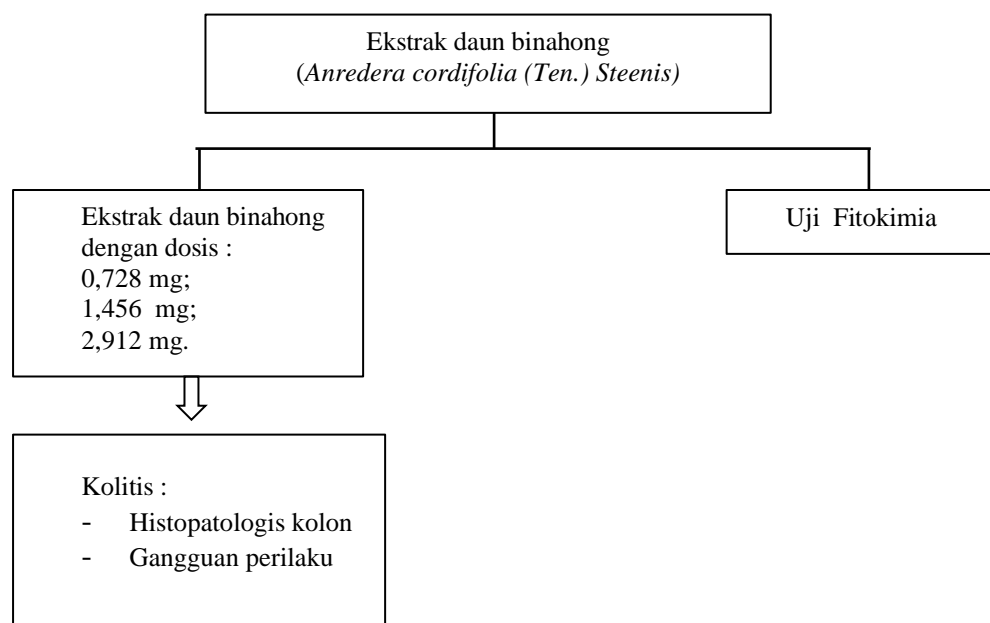 Ekstrak daun binahong
(Anredera cordifolia (Ten.) Steenis)
Ekstrak daun binahong
dengan dosis :
0,728 mg;
1,456 mg;
2,912 mg.
Uji Fitokimia
Kolitis :
- Histopatologis kolon
- Gangguan perilaku